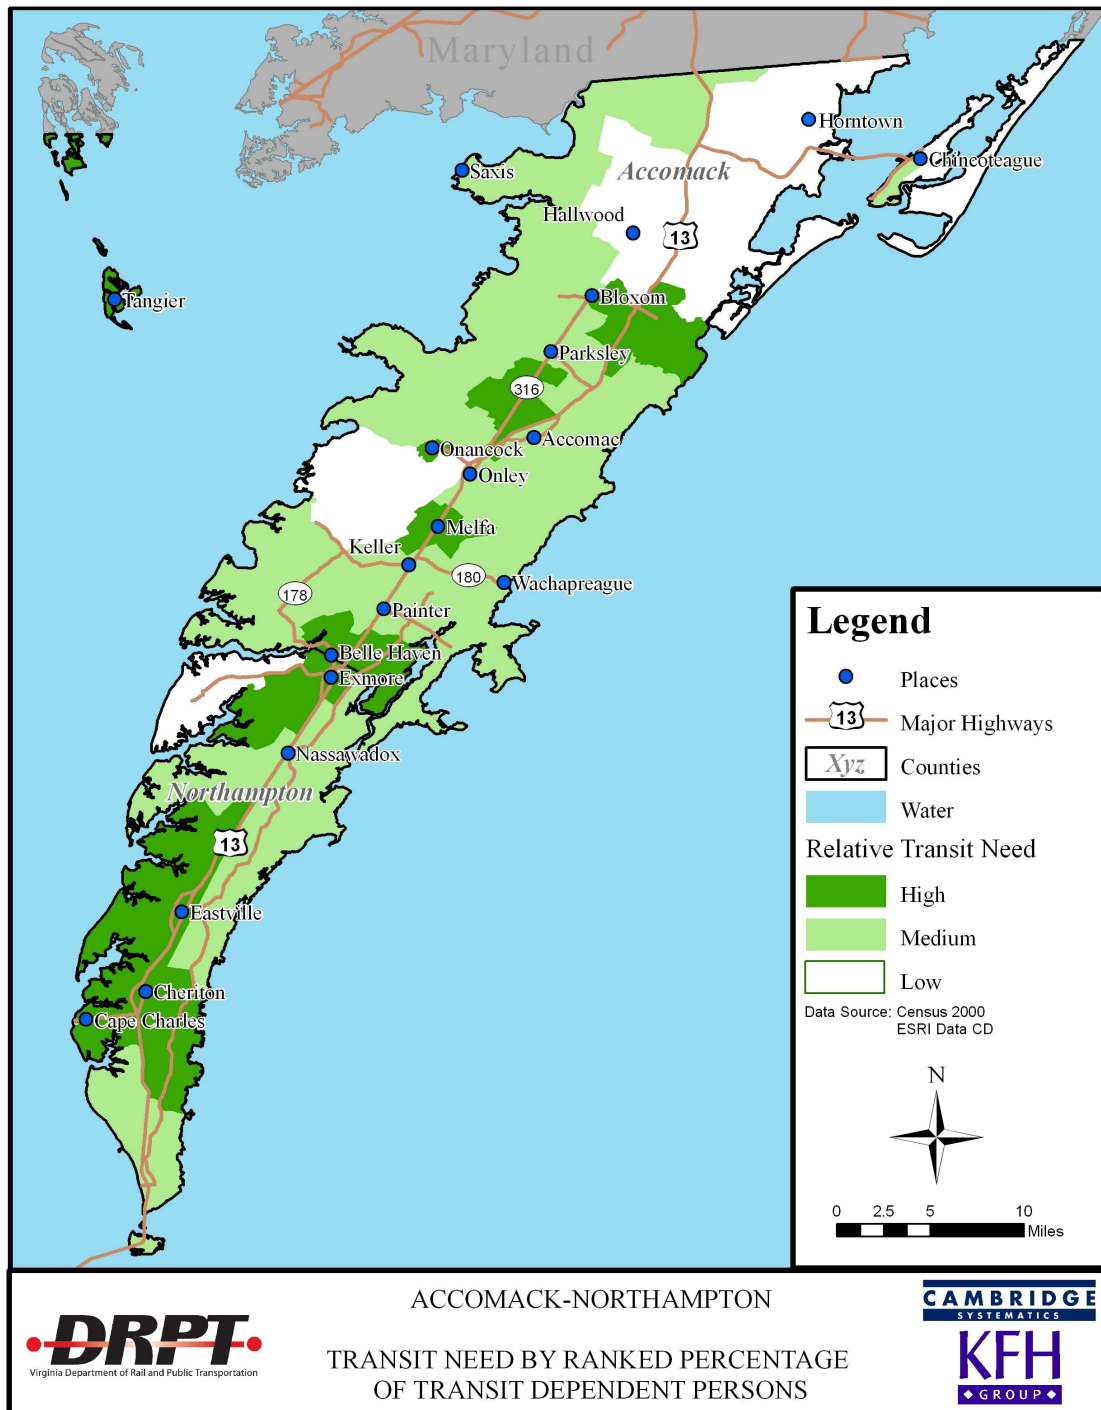 Maryland
Horntown
Chincoteague
Saxis
Accomack
Hallwood
13
Tangier
Bloxom
Parksley
316
Accomac
Onancock
Onley
Melfa
Keller
180
Wachapreague
178
Painter
Belle Haven
Exmore
Nassawadox
Northampton
13
Eastville
Cheriton
Cape Charles
Legend
Places
13
Major Highways
Xyz
Counties
Water
Relative Transit Need
High
Medium
Low
Data Source: Census 2000
ESRI Data CD
N
0 2.5 5 10
Miles
DRPT
Virginia Department of Rail and Public Transportation
ACCOMACK-NORTHAMPTON
TRANSIT NEED BY RANKED PERCENTAGE
OF TRANSIT DEPENDENT PERSONS
CAMBRIDGE
SYSTEMATICS
KFH
GROUP